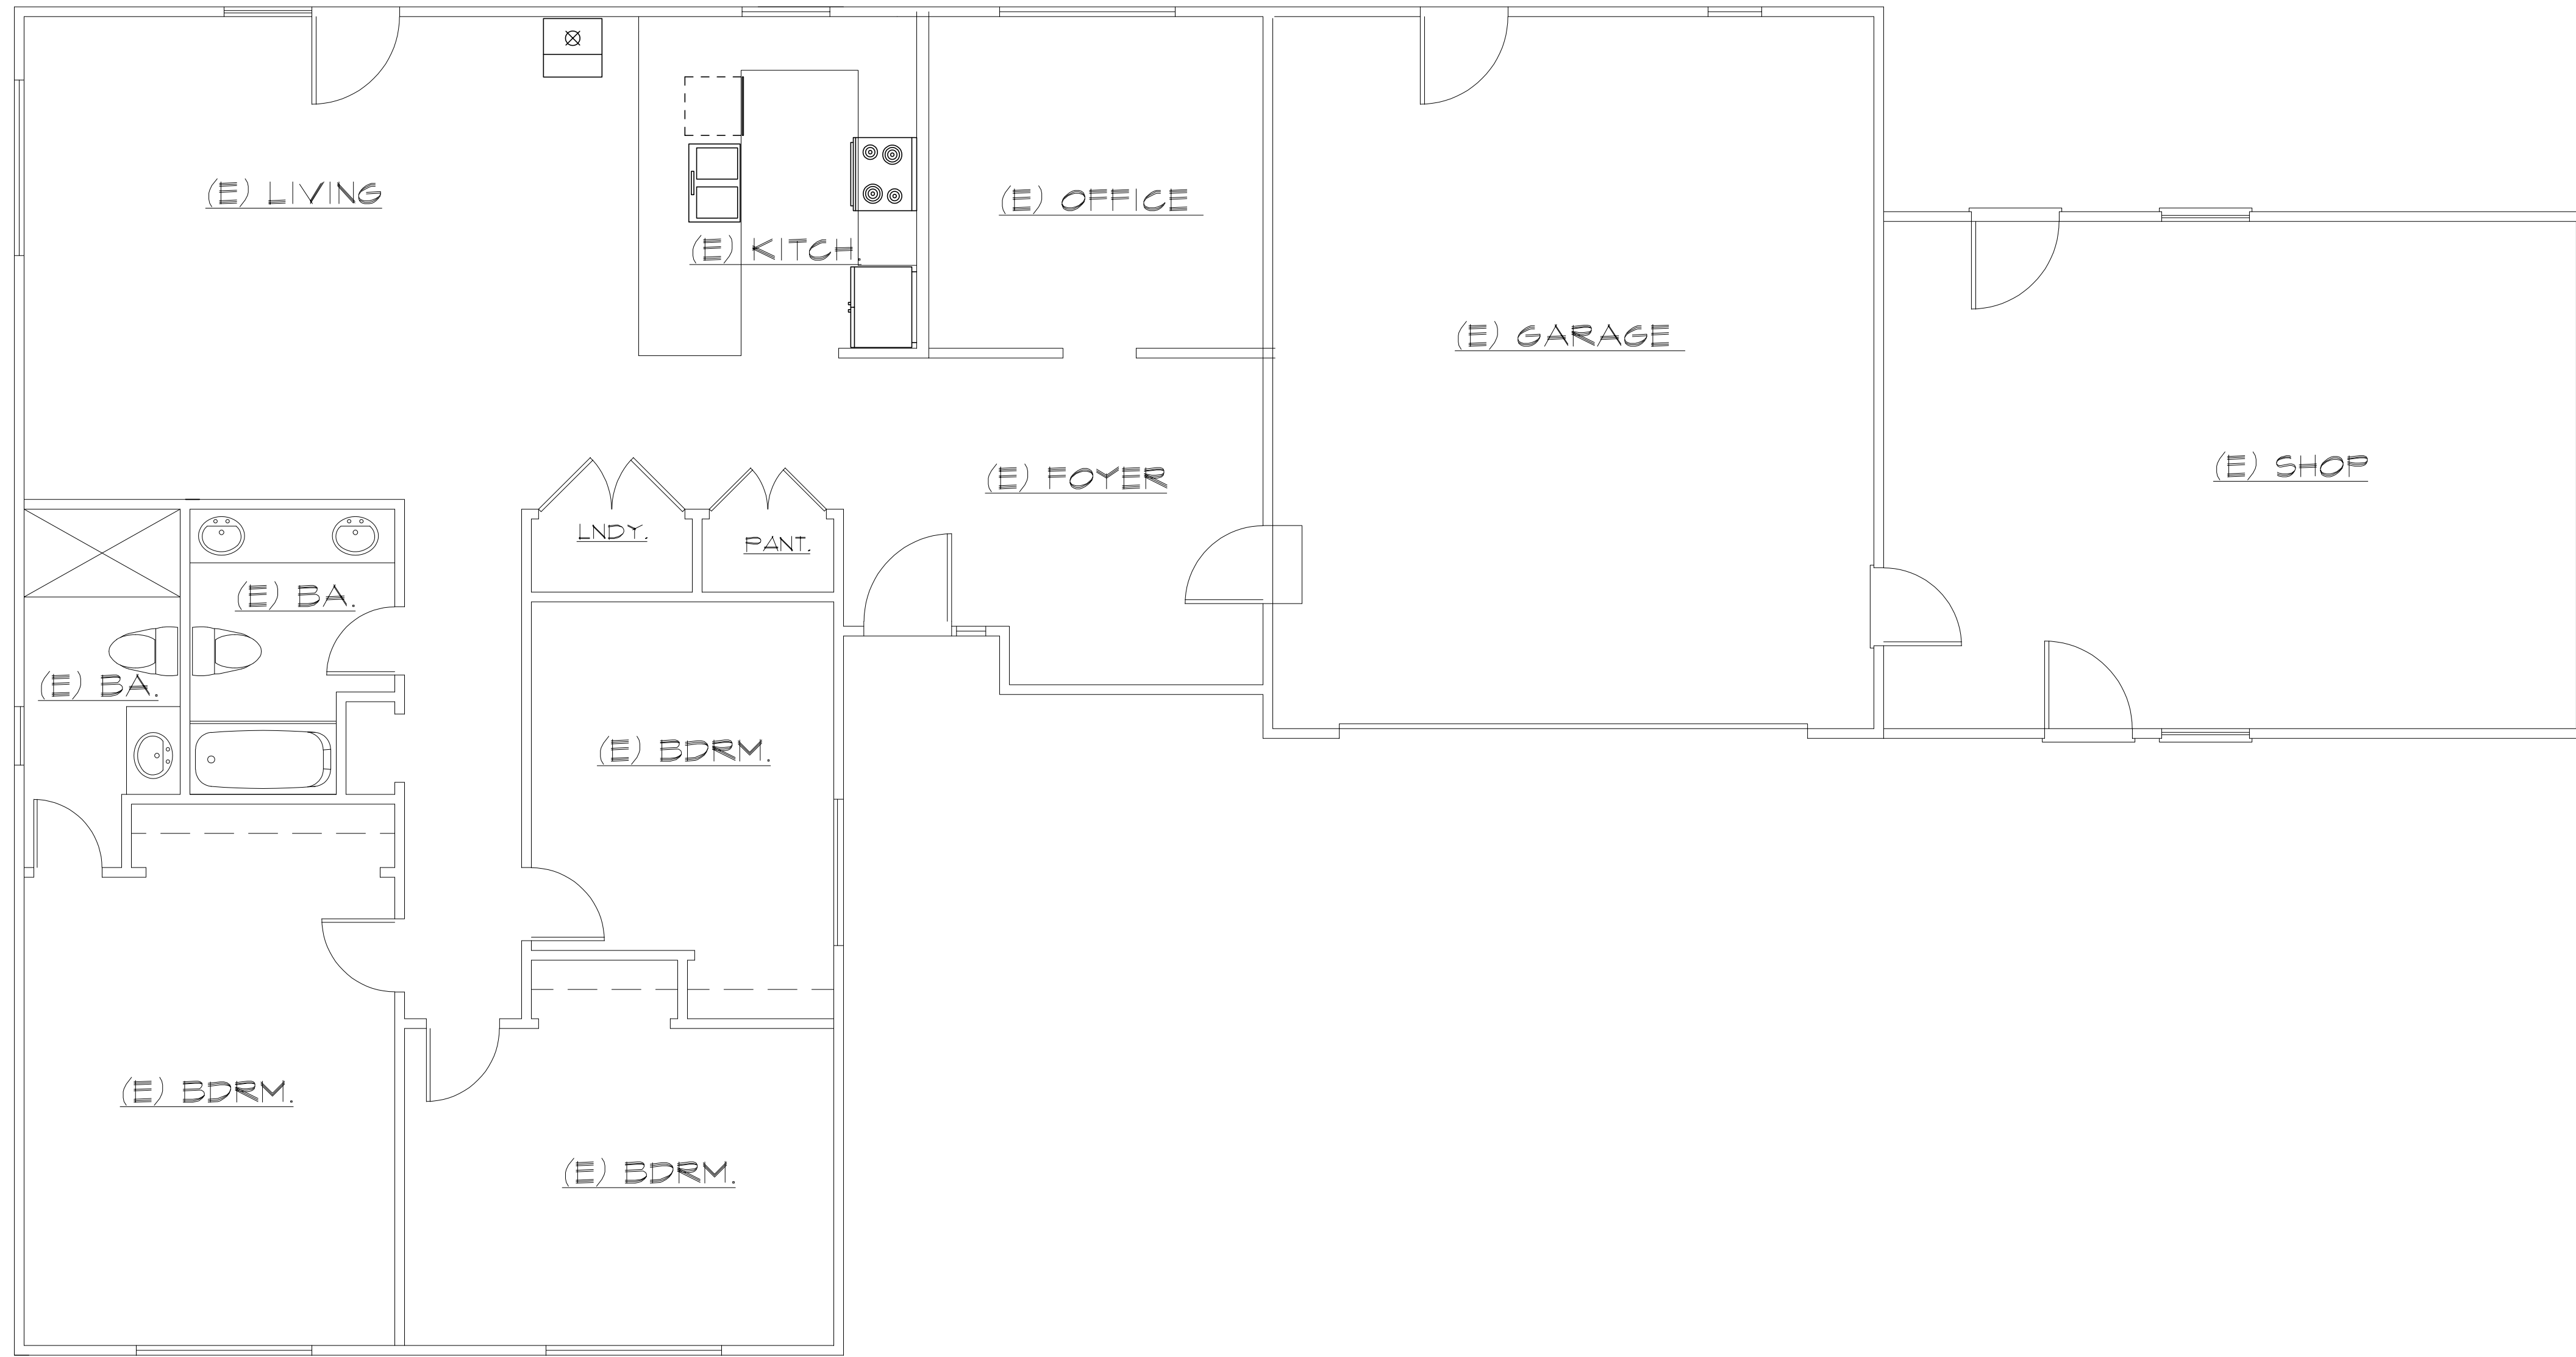 (E) LIVING
(E) KITCH.
(E) OFFICE
(E) GARAGE
(E) SHOP
(E) FOYER
LNDY.
PANT.
(E) BA.
(E) BA.
(E) BDRM.
(E) BDRM.
(E) BDRM.